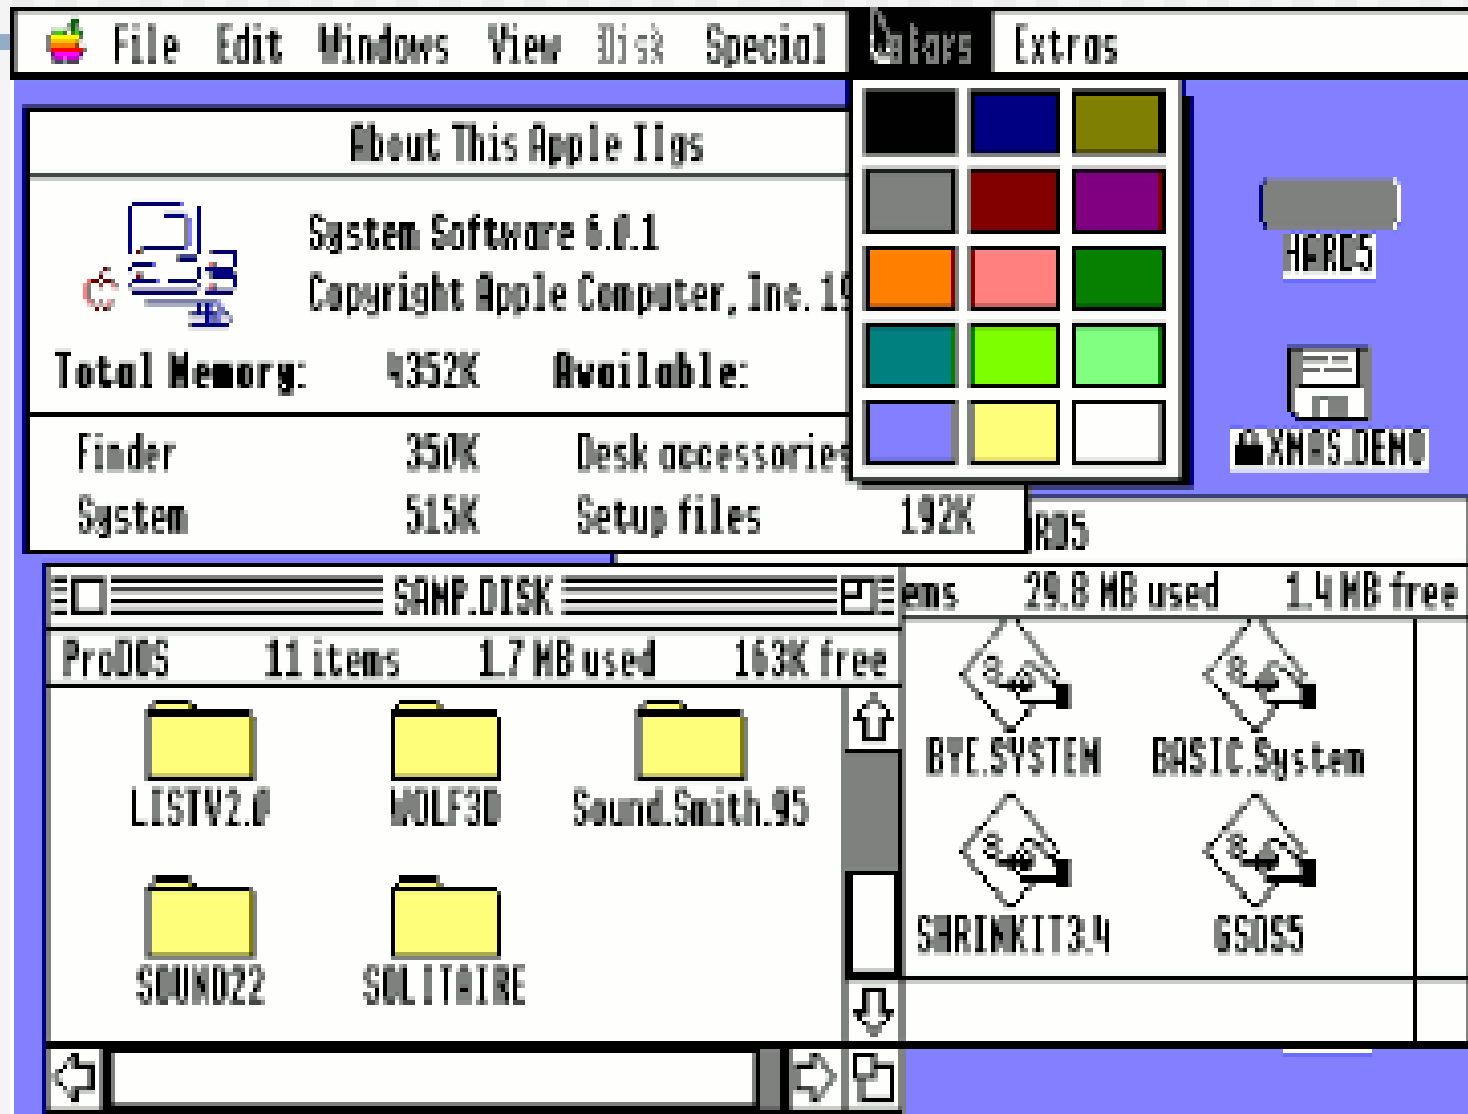 File Edit Windows View Disk Special Colors Extras
About This Apple IIgs
System Software 6.0.1
Copyright Apple Computer, Inc. 19
Total Memory: 4352K Available:
Finder 350K Desk accessories
System 515K Setup files 192K
HARD5
XMAS.DEMO
RD5
ems 29.8 MB used 1.4 MB free
BYE.SYSTEM BASIC.System
SHRINKIT3.4 GSOS5
SAMP.DISK
ProDOS 11 items 1.7 MB used 163K free
LISTV2.0 WOLF3D Sound.Smith.95
SOUND22 SOLITAIRE